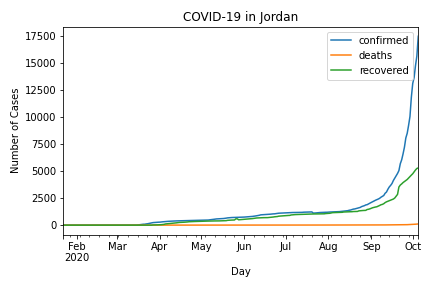 COVID-19 in Jordan
confirmed
deaths
recovered
Number of Cases
17500
15000
12500
10000
7500
5000
2500
0
Feb
2020
Mar
Apr
May
Jun
Jul
Aug
Sep
Oct
Day